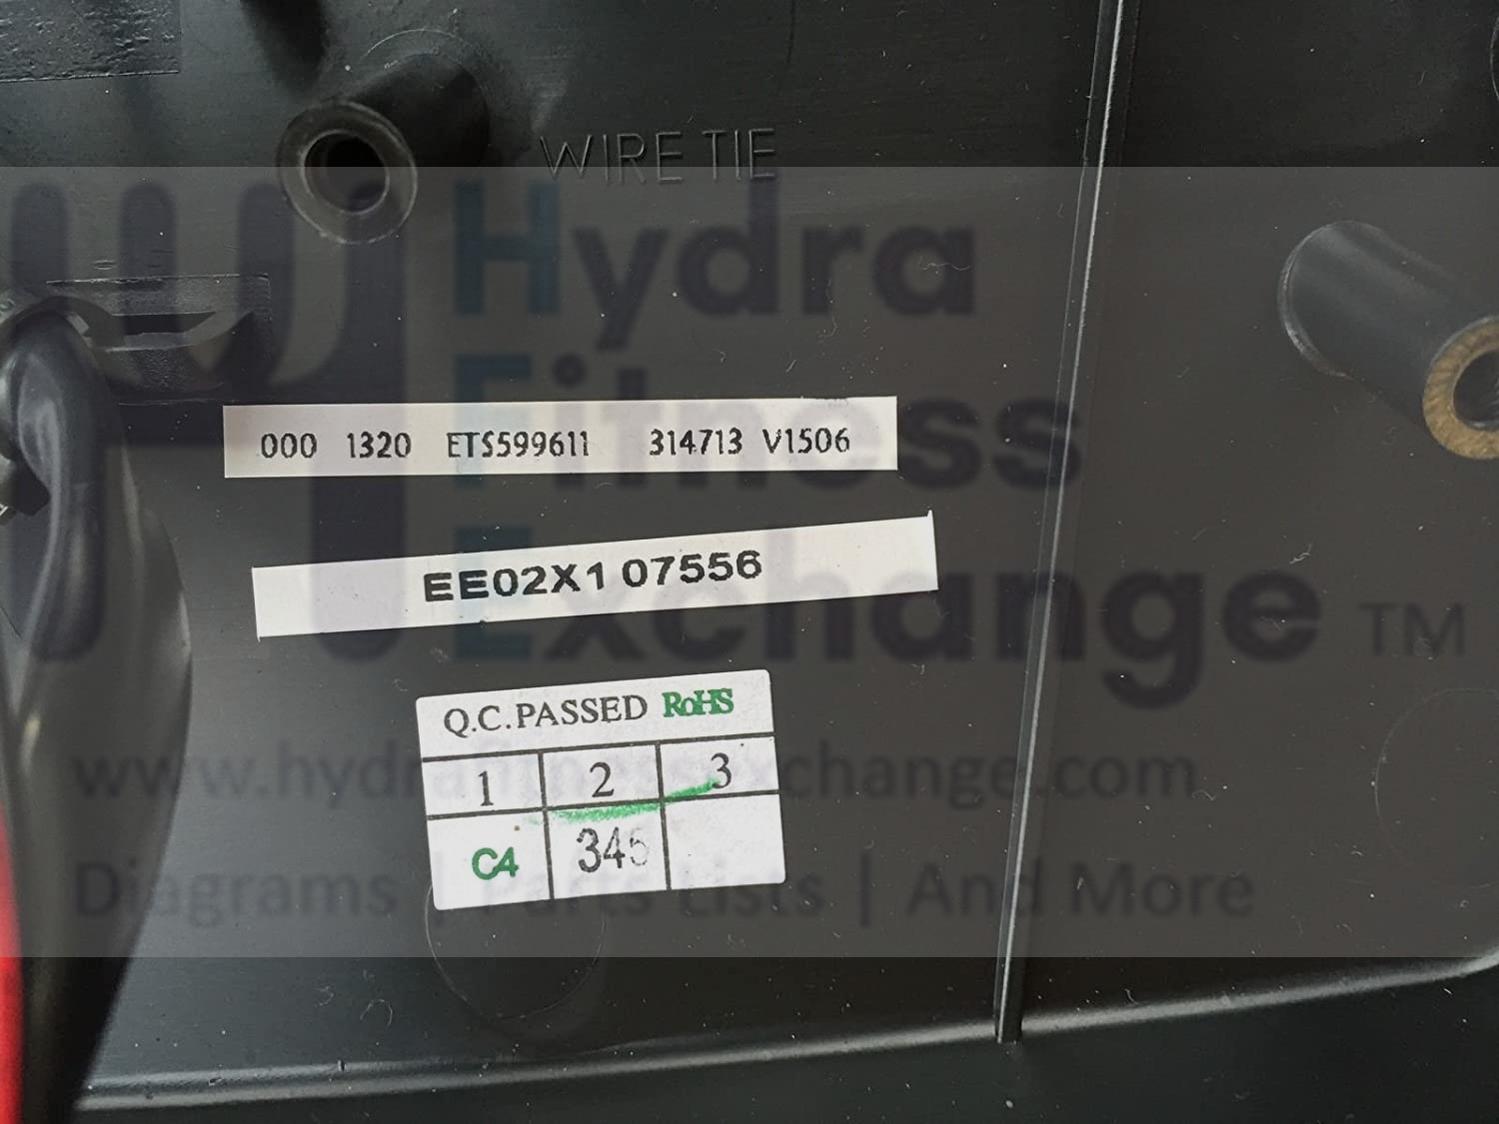 WIRE TIE
Hydra
Fitness
000 1320 ETS599611 314713 V1506
Exchange TM
EE02X1 07556
Q.C.PASSED RoHS
1 2 3
C4 345
www.hydrafitnessexchange.com
Diagrams | Parts Lists | And More